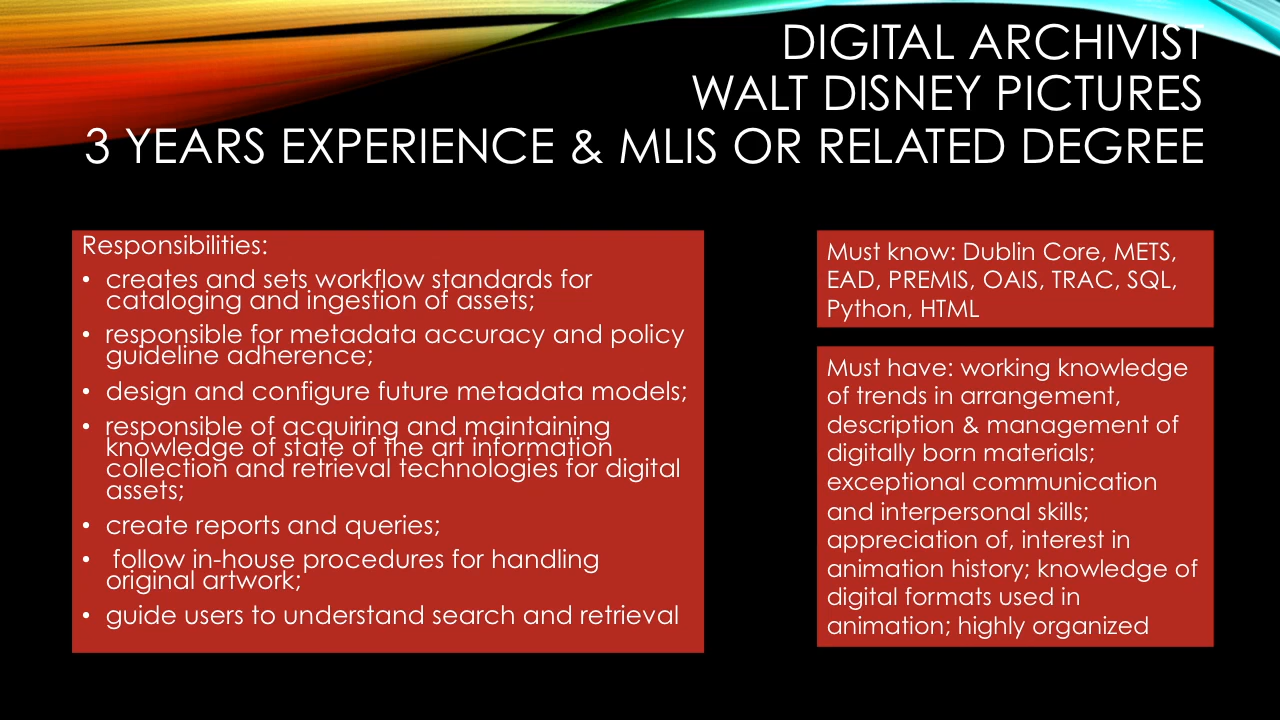 DIGITAL ARCHIVIST
WALT DISNEY PICTURES
3 YEARS EXPERIENCE & MLIS OR RELATED DEGREE
Responsibilities:
• creates and sets workflow standards for
cataloging and ingestion of assets;
• responsible for metadata accuracy and policy
guideline adherence;
• design and configure future metadata models;
• responsible of acquiring and maintaining
knowledge of state of the art information
collection and retrieval technologies for digital
assets;
• create reports and queries;
• follow in-house procedures for handling
original artwork;
• guide users to understand search and retrieval
Must know: Dublin Core, METS,
EAD, PREMIS, OAIS, TRAC, SQL,
Python, HTML
Must have: working knowledge
of trends in arrangement,
description & management of
digitally born materials;
exceptional communication
and interpersonal skills;
appreciation of, interest in
animation history; knowledge of
digital formats used in
animation; highly organized